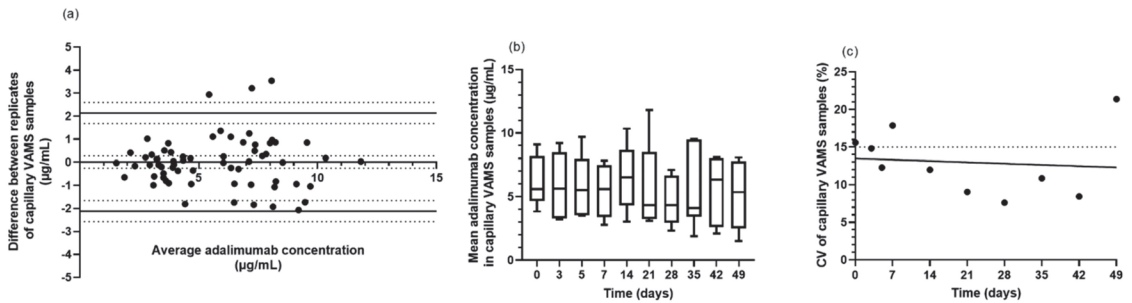 (a)
Difference between replicates
of capillary VAMS samples
(µg/mL)
5
4
3
2
1
0
-1
-2
-3
-4
-5
5
10
15
Average adalimumab concentration
(µg/mL)
(b)
Mean adalimumab concentration
in capillary VAMS samples (µg/mL)
15
10
5
0
0 3 5 7 14 21 28 35 42 49
Time (days)
(c)
CV of capillary VAMS samples (%)
25
20
15
10
5
0
0 7 14 21 28 35 42 49
Time (days)